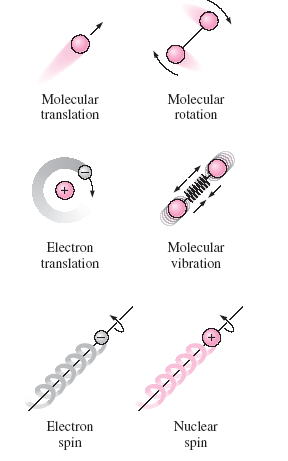 Molecular
translation
Molecular
rotation
−
+
Electron
translation
Molecular
vibration
−
+
Electron
spin
Nuclear
spin